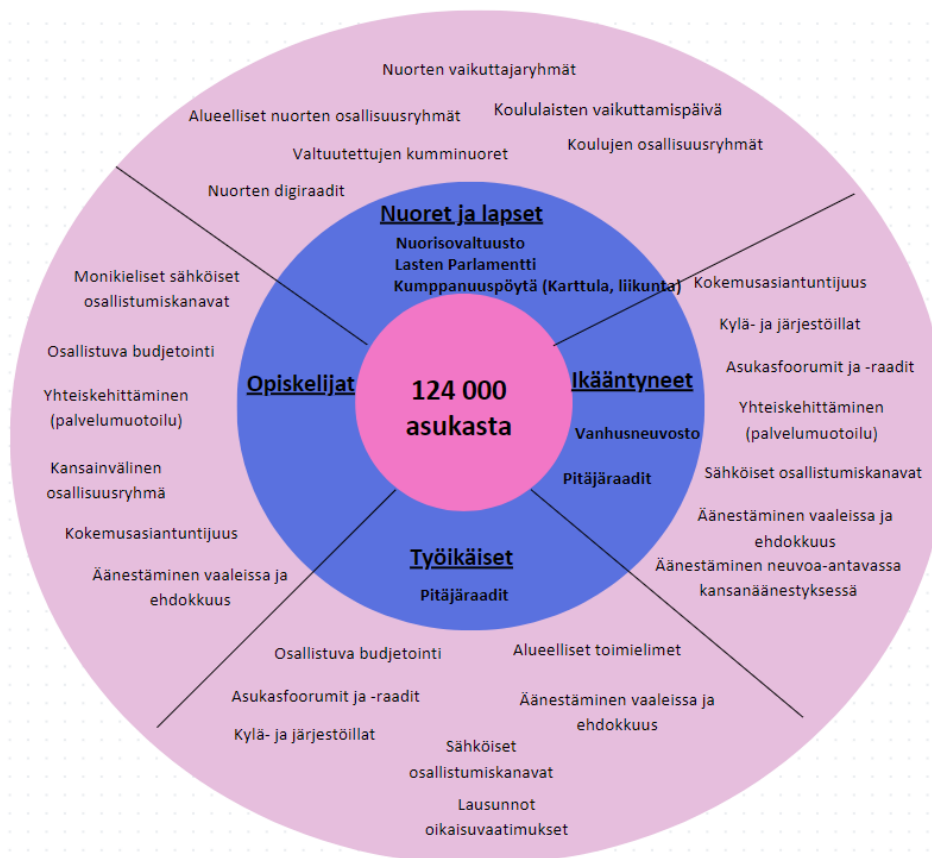 Nuorten vaikuttajaryhmät
Alueelliset nuorten osallisuusryhmät
Koululaisten vaikuttamispäivä
Valtuutettujen kumminuoret
Koulujen osallisuusryhmät
Nuorten digiraadit
Nuoret ja lapset
Nuorisovaltuusto
Lasten Parlamentti
Kumppanuuspöytä (Karttula, liikunta)
Monikieliset sähköiset
osallistumiskanavat
Osallistuva budjetointi
Yhteiskehittäminen
(palvelumuotoilu)
Kansainvälinen
osallisuusryhmä
Kokemusasiantuntijuus
Äänestäminen vaaleissa ja
ehdokkuus
Opiskelijat
124 000
asukasta
Ikääntyneet
Vanhusneuvosto
Pitäjäraadit
Kokemusasiantuntijuus
Kylä- ja järjestöillat
Asukasfoorumit ja -raadit
Yhteiskehittäminen
(palvelumuotoilu)
Sähköiset osallistumiskanavat
Äänestäminen vaaleissa ja
ehdokkuus
Äänestäminen neuvoa-antavassa
kansanäänestyksessä
Työikäiset
Pitäjäraadit
Osallistuva budjetointi
Alueelliset toimielimet
Asukasfoorumit ja -raadit
Äänestäminen vaaleissa ja
ehdokkuus
Kylä- ja järjestöillat
Sähköiset
osallistumiskanavat
Lausunnot
oikaisuvaatimukset